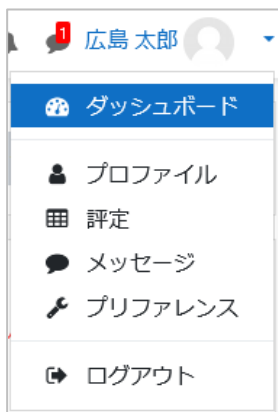 1 広島 太郎
ダッシュボード
プロファイル
評定
メッセージ
プリファレンス
ログアウト